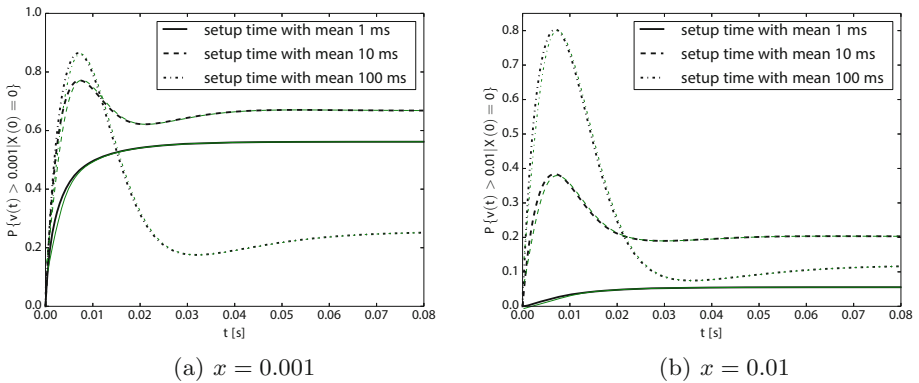 1.0
0.8
0.6
0.4
0.2
0.0
P{v(t) > 0.001|X(0) = 0}
setup time with mean 1 ms
setup time with mean 10 ms
setup time with mean 100 ms
0.00 0.01 0.02 0.03 0.04 0.05 0.06 0.07 0.08
t [s]
(a) x = 0.001
0.8
0.7
0.6
0.5
0.4
0.3
0.2
0.1
0.0
P{v(t) > 0.01|X(0) = 0}
setup time with mean 1 ms
setup time with mean 10 ms
setup time with mean 100 ms
0.00 0.01 0.02 0.03 0.04 0.05 0.06 0.07 0.08
t [s]
(b) x = 0.01